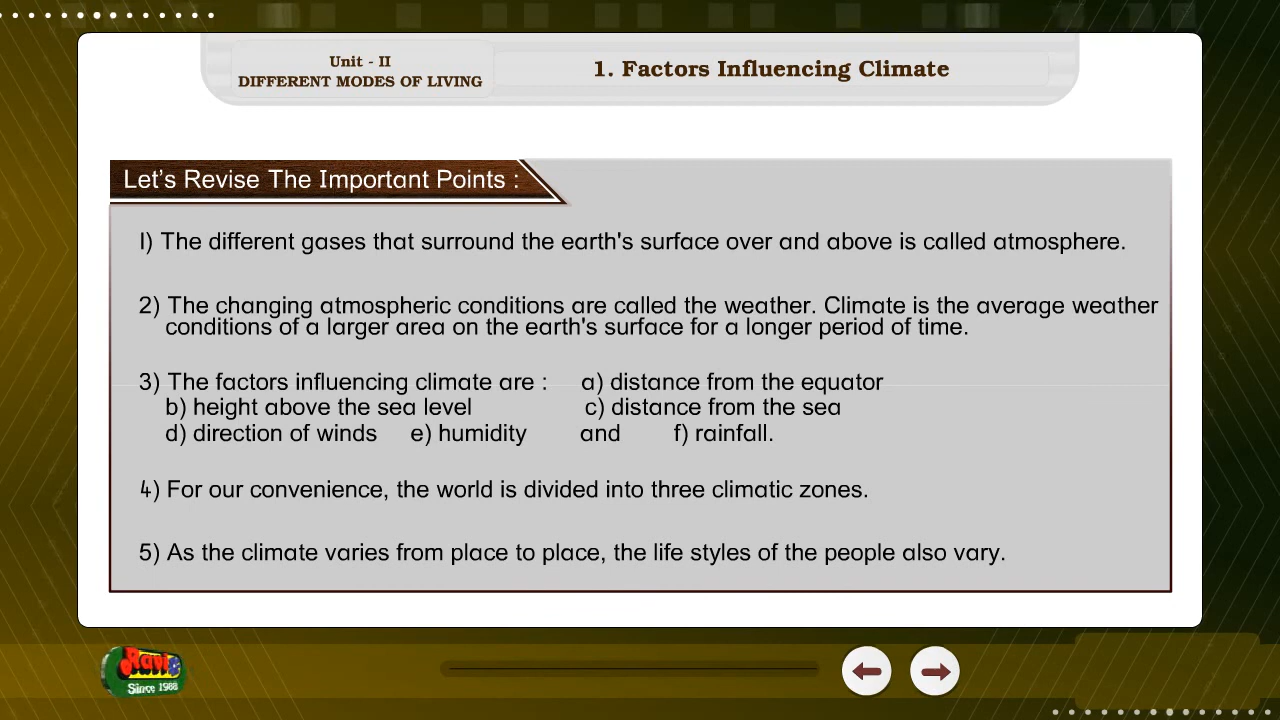 Unit - II
DIFFERENT MODES OF LIVING
1. Factors Influencing Climate
Let's Revise The Important Points :
1) The different gases that surround the earth's surface over and above is called atmosphere.
2) The changing atmospheric conditions are called the weather. Climate is the average weather
conditions of a larger area on the earth's surface for a longer period of time.
3) The factors influencing climate are : a) distance from the equator
b) height above the sea level c) distance from the sea
d) direction of winds e) humidity and f) rainfall.
4) For our convenience, the world is divided into three climatic zones.
5) As the climate varies from place to place, the life styles of the people also vary.
Since 1988